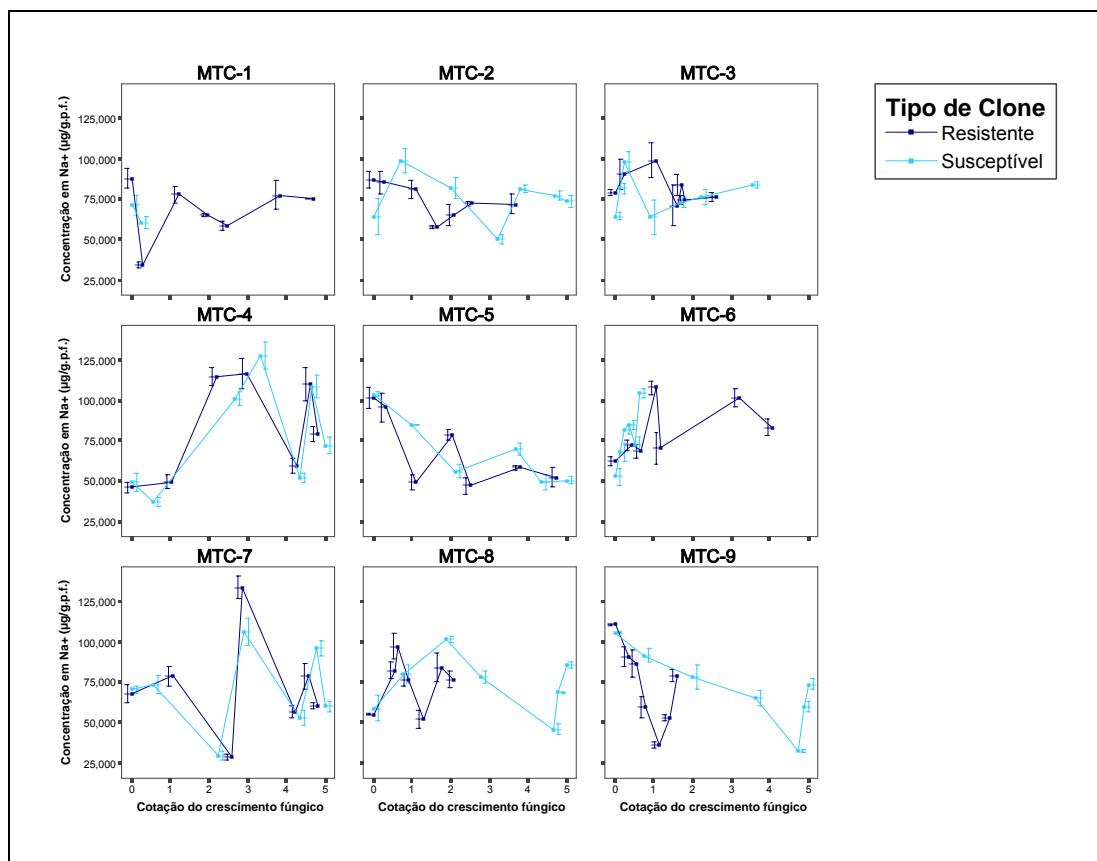 MTC-1 MTC-2 MTC-3
Concentração em Na+ (µg/g.p.f.)
125,000
100,000
75,000
50,000
25,000
Tipo de Clone
Resistente
Susceptível
MTC-4 MTC-5 MTC-6
Concentração em Na+ (µg/g.p.f.)
125,000
100,000
75,000
50,000
25,000
MTC-7 MTC-8 MTC-9
Concentração em Na+ (µg/g.p.f.)
125,000
100,000
75,000
50,000
25,000
0 1 2 3 4 5 0 1 2 3 4 5 0 1 2 3 4 5
Cotação do crescimento fúngico Cotação do crescimento fúngico Cotação do crescimento fúngico